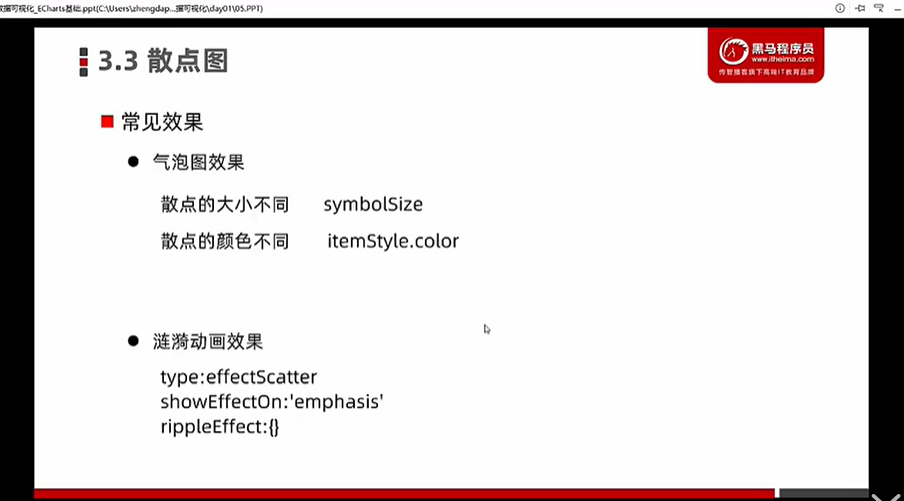 数据可视化_ECharts基础.ppt(C:\Users\zhengdap...据可视化\day01\05.PPT)
3.3 散点图
黑马程序员
www.itheima.com
传智播客旗下高端IT教育品牌
常见效果
气泡图效果
散点的大小不同 symbolSize
散点的颜色不同 itemStyle.color
涟漪动画效果
type:effectScatter
showEffectOn:'emphasis'
rippleEffect:{}